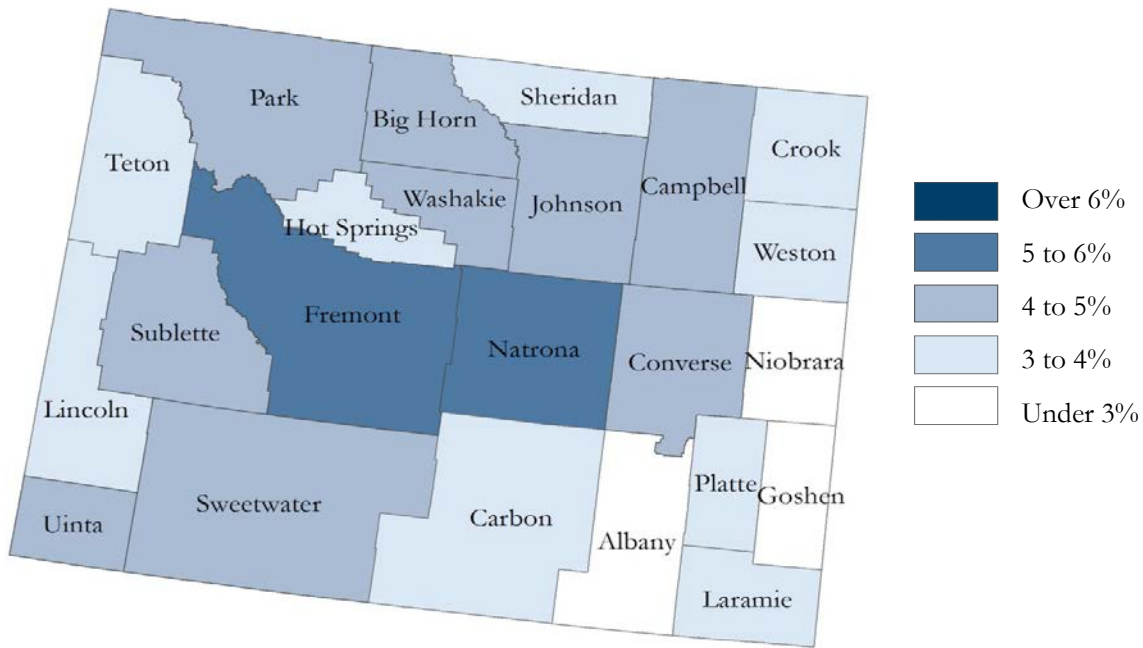 Park
Sheridan
Big Horn
Crook
Teton
Washakie
Johnson
Campbell
Hot Springs
Weston
Fremont
Sublette
Natrona
Converse
Niobrara
Lincoln
Platte
Goshen
Sweetwater
Carbon
Uinta
Albany
Laramie
Over 6%
5 to 6%
4 to 5%
3 to 4%
Under 3%